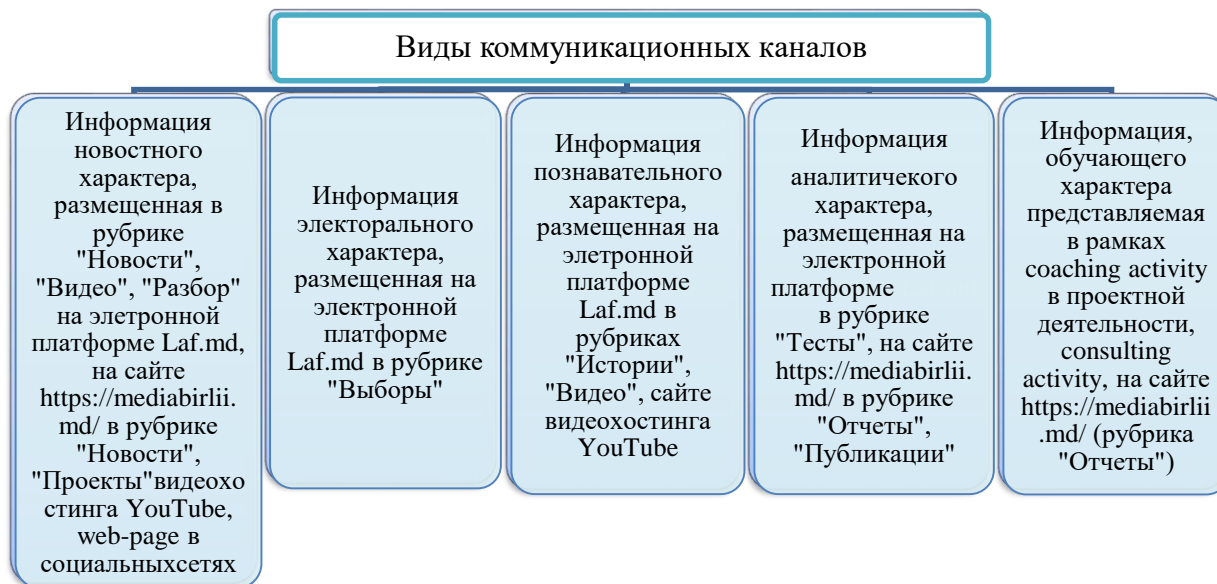 Виды коммуникационных каналов
Информация
новостного
характера,
размещенная в
рубрике
"Новости",
"Видео", "Разбор"
на элетронной
платформе Laf.md,
на сайте
https://mediabirlii.
md/ в рубрике
"Новости",
"Проекты"видеохо
стинга YouTube,
web-page в
социальныхсетях
Информация
электорального
характера,
размещенная на
электронной
платформе
Laf.md в рубрике
"Выборы"
Информация
познавательного
характера,
размещенная на
элетронной
платформе
Laf.md в
рубриках
"Истории",
"Видео", сайте
видеохостинга
YouTube
Информация
аналитичекого
характера,
размещенная на
электронной
платформе
в рубрике
"Тесты", на сайте
https://mediabirlii.
md/ в рубрике
"Отчеты",
"Публикации"
Информация,
обучающего
характера
представляемая
в рамках
coaching activity
в проектной
деятельности,
consulting
activity, на сайте
https://mediabirlii
.md/ (рубрика
"Отчеты")